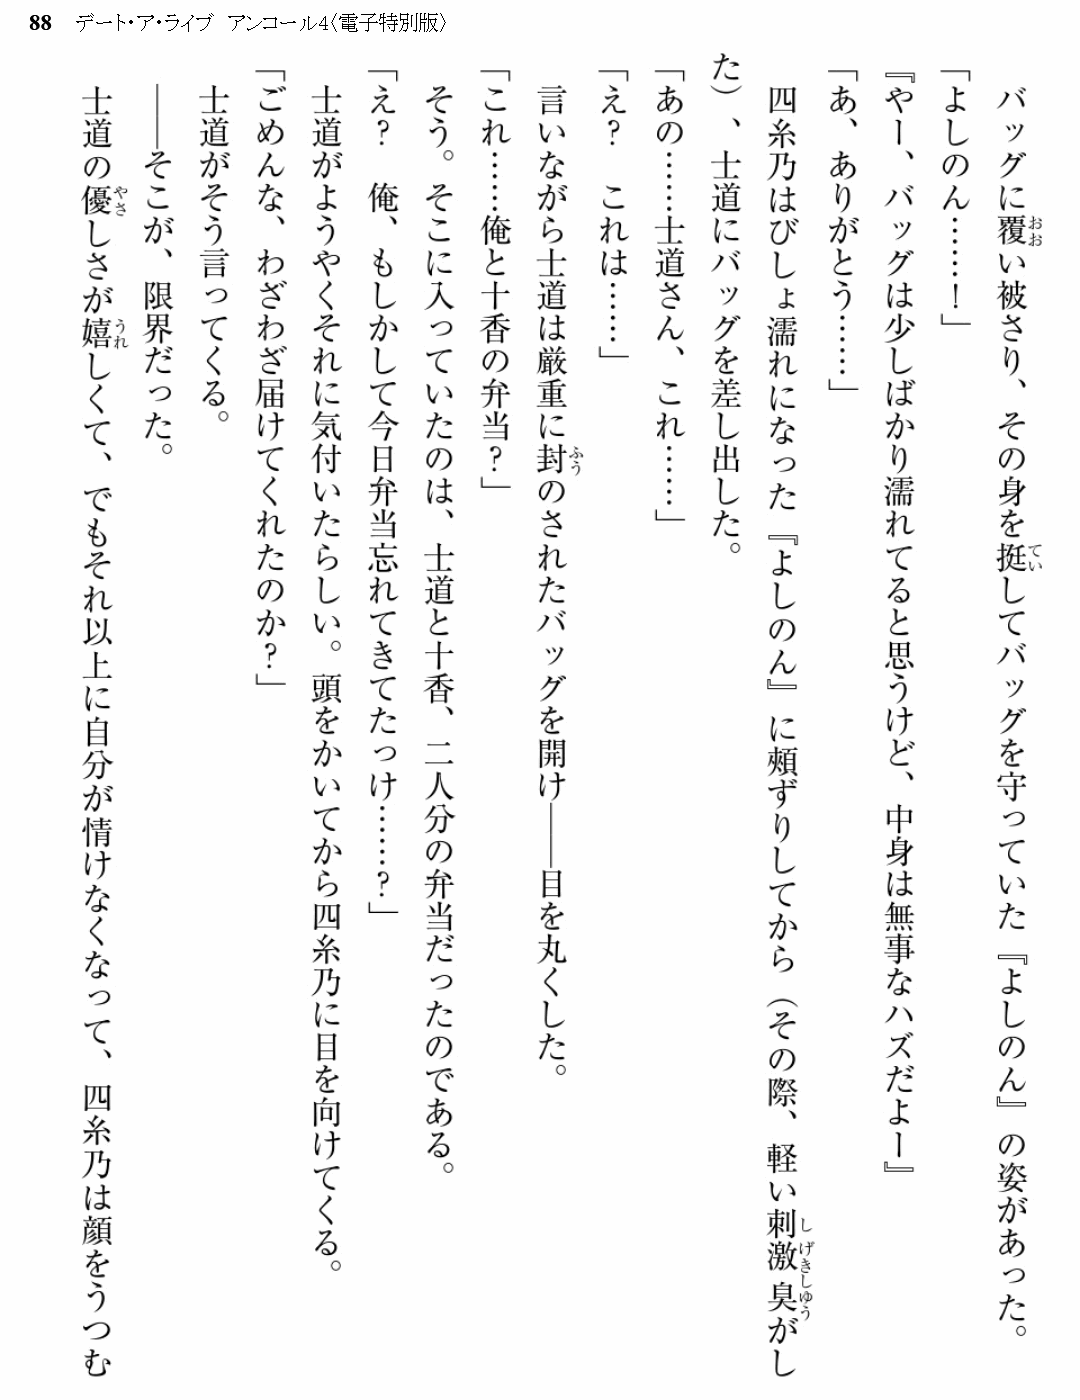 88 デート・ア・ライブ アンコール4〈電子特別版〉
バッグに覆い被さり、その身を挺してバッグを守っていた『よしのん』の姿があった。
「よしのん……！」
『やー、バッグは少しばかり濡れてると思うけど、中身は無事なハズだよー』
「あ、ありがとう……」
四糸乃はびしょ濡れになった『よしのん』に頰ずりしてから（その際、軽い刺激臭がし
た）、士道にバッグを差し出した。
「あの……士道さん、これ……」
「え？　これは……」
言いながら士道は厳重に封のされたバッグを開け――目を丸くした。
「これ……俺と十香の弁当？」
そう。そこに入っていたのは、士道と十香、二人分の弁当だったのである。
「え？　俺、もしかして今日弁当忘れてきてたっけ……？」
士道がようやくそれに気付いたらしい。頭をかいてから四糸乃に目を向けてくる。
「ごめんな、わざわざ届けてくれたのか？」
士道がそう言ってくる。
――そこが、限界だった。
士道の優しさが嬉しくて、でもそれ以上に自分が情けなくなって、四糸乃は顔をうつむ